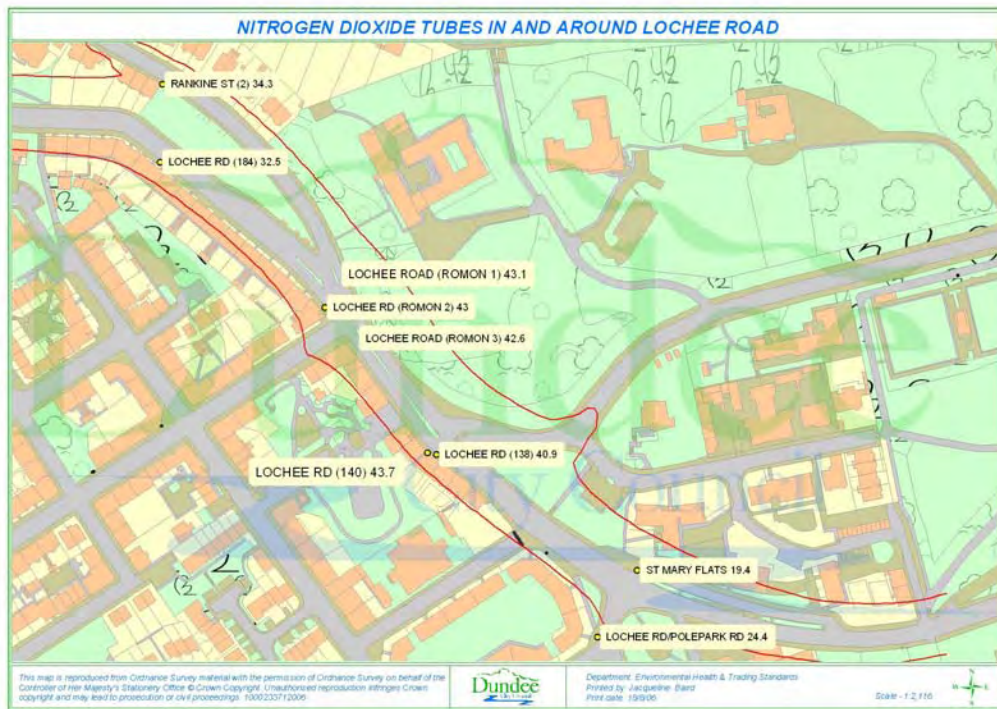 NITROGEN DIOXIDE TUBES IN AND AROUND LOCHEE ROAD
RANKINE ST (2) 34.3
LOCHEE RD (184) 32.5
LOCHEE ROAD (ROMON 1) 43.1
LOCHEE RD (ROMON 2) 43
LOCHEE ROAD (ROMON 3) 42.6
LOCHEE RD (138) 40.9
LOCHEE RD (140) 43.7
City Council
ST MARY FLATS 19.4
LOCHEE RD/POLEPARK RD 24.4
This map is reproduced from Ordnance Survey material with the permission of Ordnance Survey on behalf of the
Controller of Her Majesty's Stationery Office © Crown Copyright. Unauthorised reproduction infringes Crown
copyright and may lead to prosecution or civil proceedings.
Dundee
Department: Environmental Health & Trading Standards
Printed by: Jacqueline Baird
Print date:
Scale - 1:2,116